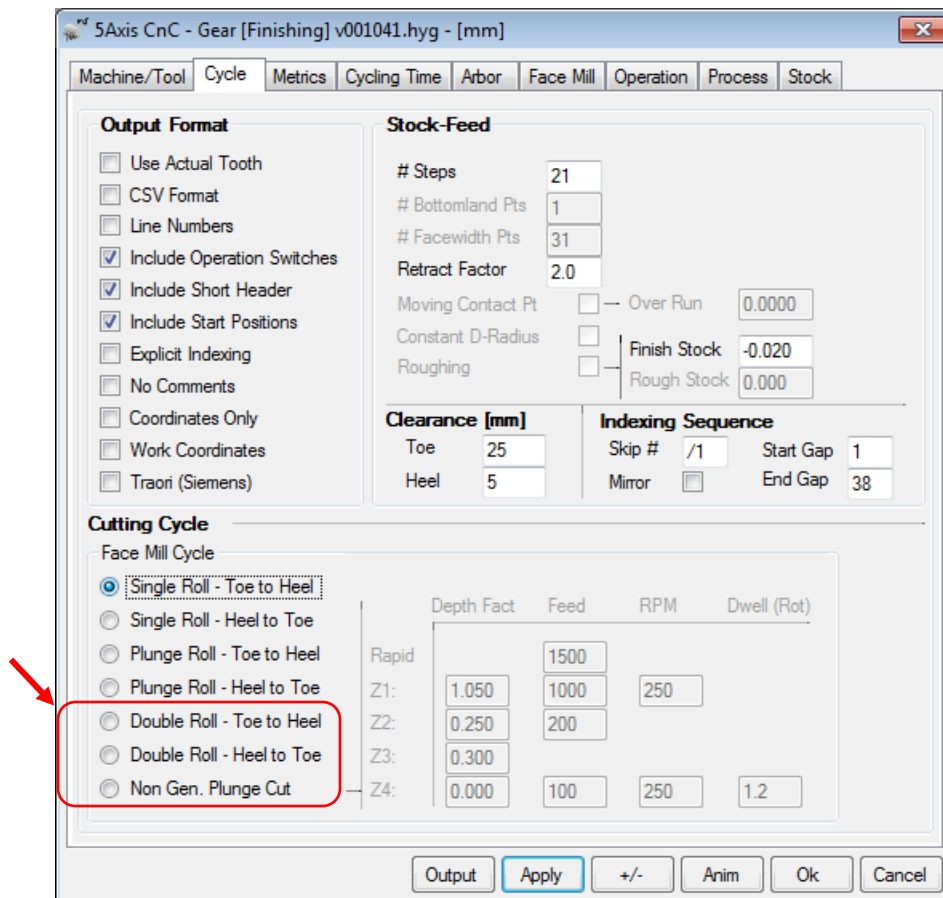 5Axis CnC - Gear [Finishing] v001041.hyg - [mm]
Machine/Tool Cycle Metrics Cycling Time Arbor Face Mill Operation Process Stock
Output Format
Use Actual Tooth
CSV Format
Line Numbers
Include Operation Switches
Include Short Header
Include Start Positions
Explicit Indexing
No Comments
Coordinates Only
Work Coordinates
Traori (Siemens)
Stock-Feed
# Steps 21
# Bottomland Pts 1
# Facewidth Pts 31
Retract Factor 2.0
Moving Contact Pt Over Run 0.0000
Constant D-Radius
Finish Stock -0.020
Roughing
Rough Stock 0.000
Clearance [mm]
Toe 25
Heel 5
Indexing Sequence
Skip # /1 Start Gap 1
Mirror End Gap 38
Cutting Cycle
Face Mill Cycle
Single Roll - Toe to Heel
Single Roll - Heel to Toe
Plunge Roll - Toe to Heel
Plunge Roll - Heel to Toe
Double Roll - Toe to Heel
Double Roll - Heel to Toe
Non Gen. Plunge Cut
Depth Fact Feed RPM Dwell (Rot)
Rapid 1500
Z1: 1.050 1000 250
Z2: 0.250 200
Z3: 0.300
Z4: 0.000 100 250 1.2
Output Apply +/- Anim Ok Cancel